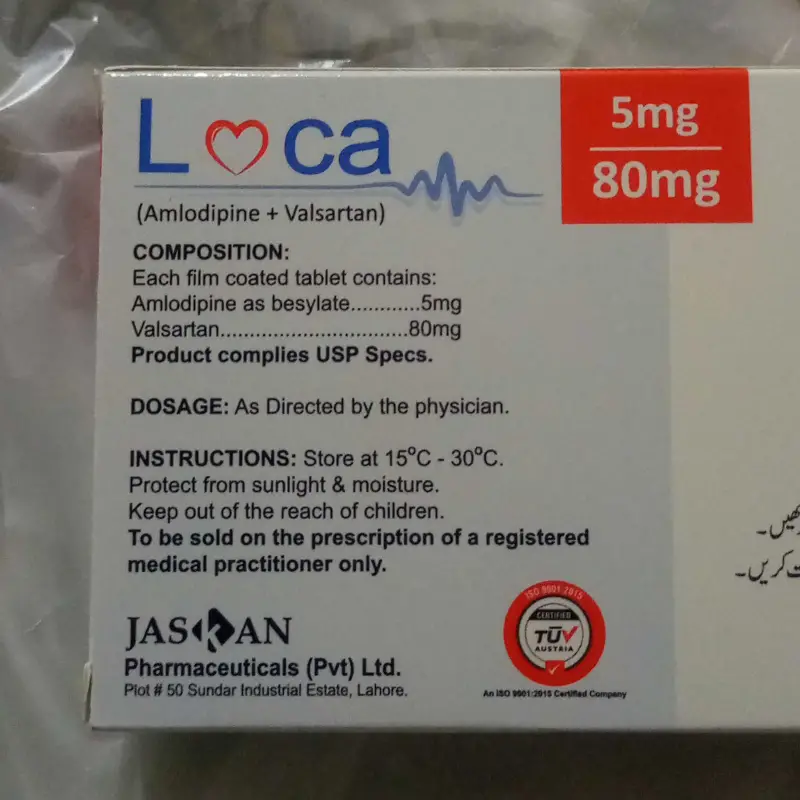 Loca
5mg
80mg
(Amlodipine + Valsartan)
COMPOSITION:
Each film coated tablet contains:
Amlodipine as besylate............5mg
Valsartan................................80mg
Product complies USP Specs.
DOSAGE: As Directed by the physician.
INSTRUCTIONS: Store at 15°C - 30°C.
Protect from sunlight & moisture.
Keep out of the reach of children.
To be sold on the prescription of a registered
medical practitioner only.
کریں۔
JASKAN
Pharmaceuticals (Pvt) Ltd.
Plot # 50 Sundar Industrial Estate, Lahore.
ISO 9001:2015
CERTIFIED
TÜV
AUSTRIA
An ISO 9001:2015 Certified Company